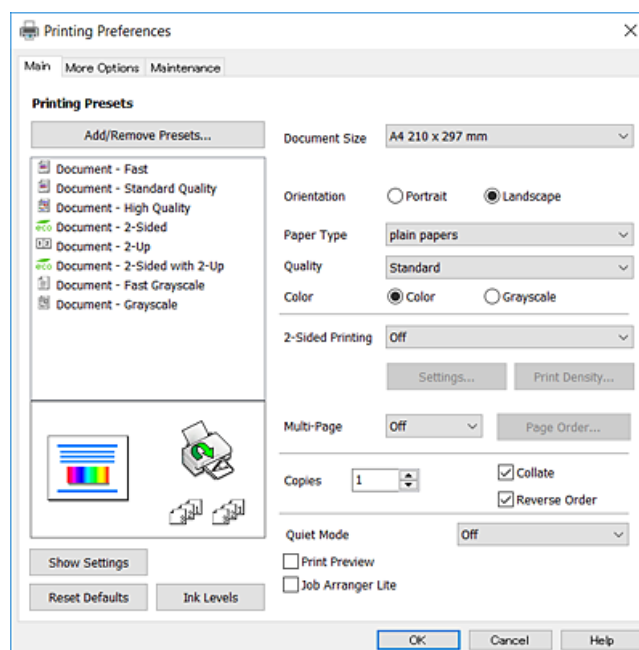 Printing Preferences
Main More Options Maintenance
Printing Presets
Add/Remove Presets...
Document - Fast
Document - Standard Quality
Document - High Quality
eco Document - 2-Sided
Document - 2-Up
eco Document - 2-Sided with 2-Up
Document - Fast Grayscale
Document - Grayscale
Show Settings
Reset Defaults Ink Levels
Document Size A4 210 x 297 mm
Orientation Portrait Landscape
Paper Type plain papers
Quality Standard
Color Color Grayscale
2-Sided Printing Off
Settings... Print Density...
Multi-Page Off Page Order...
Copies 1 Collate
Reverse Order
Quiet Mode Off
Print Preview
Job Arranger Lite
OK Cancel Help